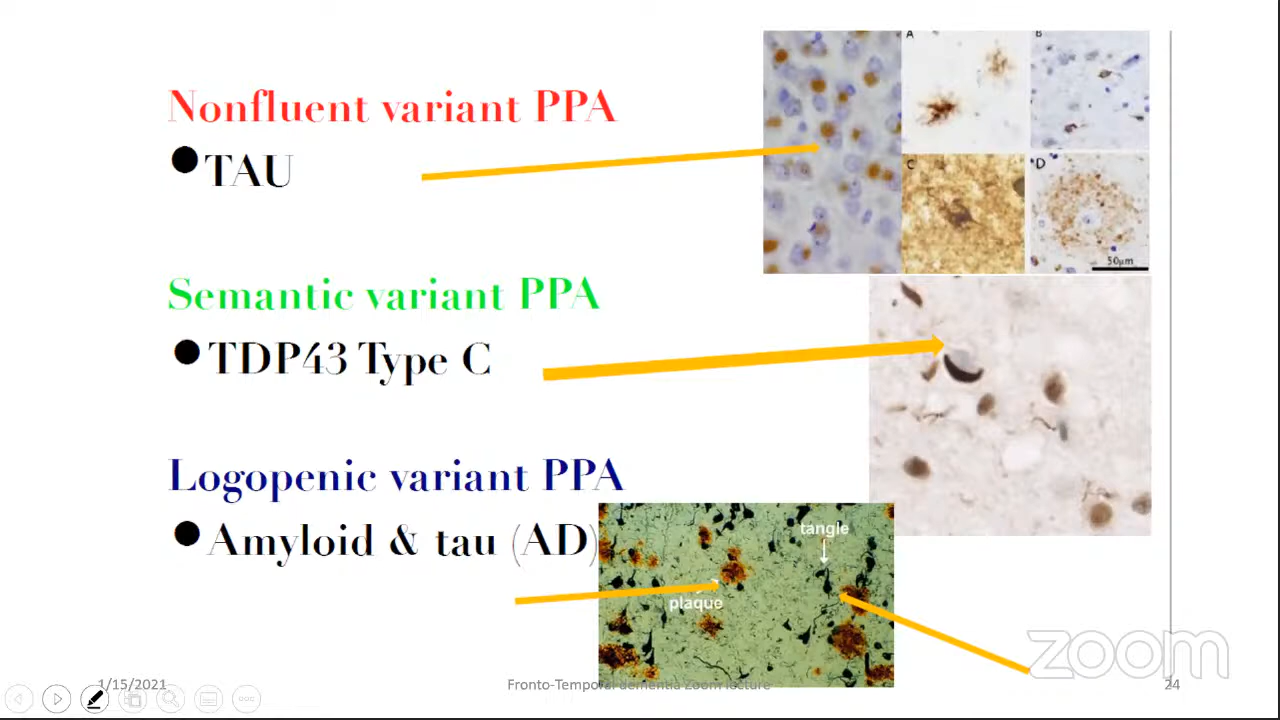 Nonfluent variant PPA
●TAU
Semantic variant PPA
●TDP43 Type C
Logopenic variant PPA
●Amyloid & tau (AD)
A
B
C
D
50µm
tangle
plaque
zoom
1/15/2021
Fronto-Temporal dementia Zoom lecture
24